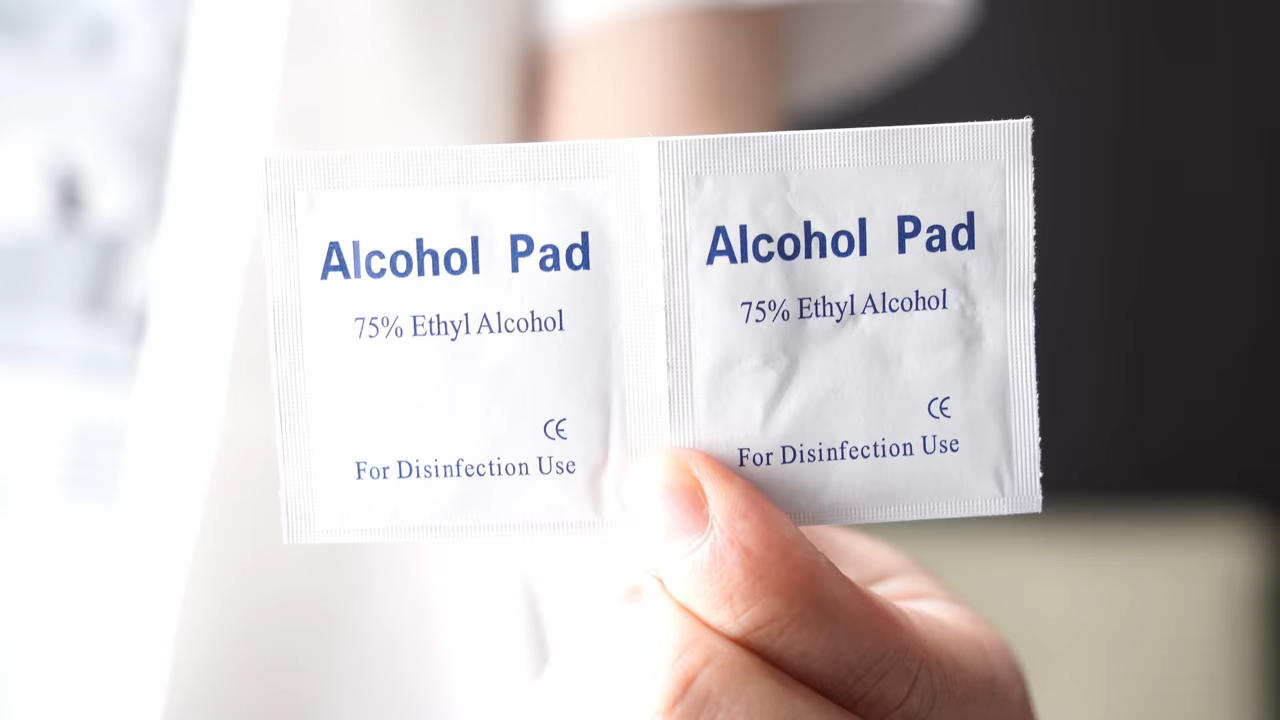 Alcohol Pad
75% Ethyl Alcohol
CE
For Disinfection Use
Alcohol Pad
75% Ethyl Alcohol
CE
For Disinfection Use